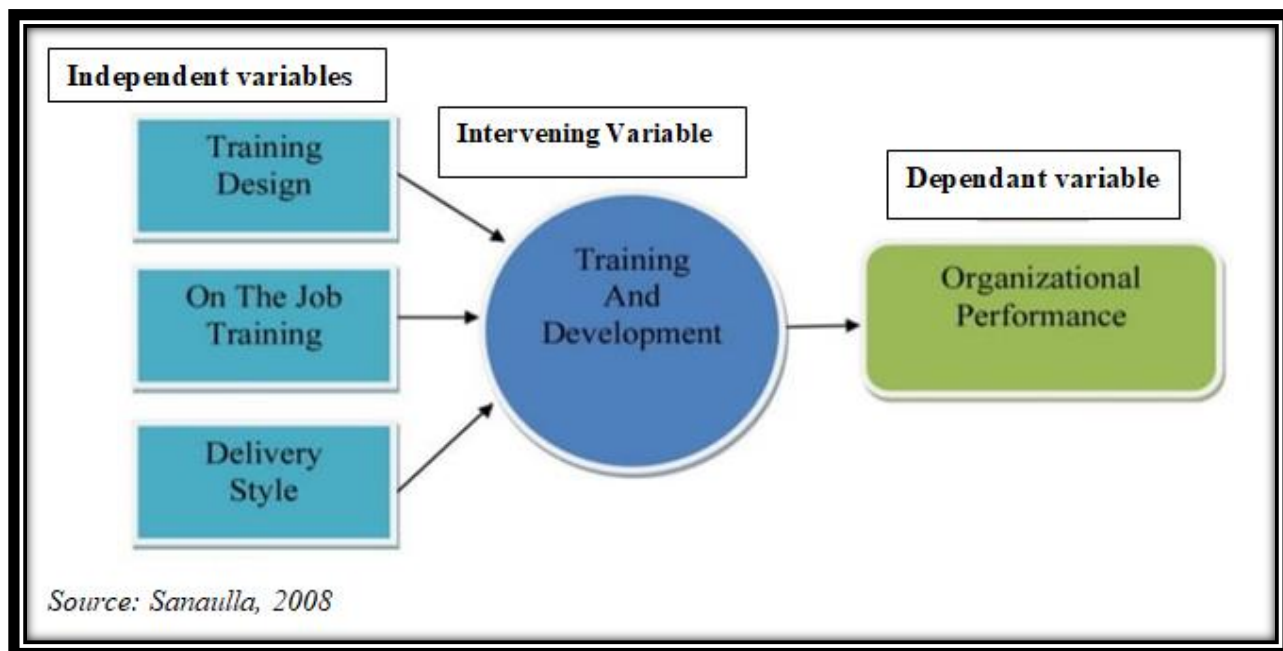 Independent variables
Training
Design
Intervening Variable
Dependant variable
On The Job
Training
Training
And
Development
Organizational
Performance
Delivery
Style
Source: Sanaulla, 2008